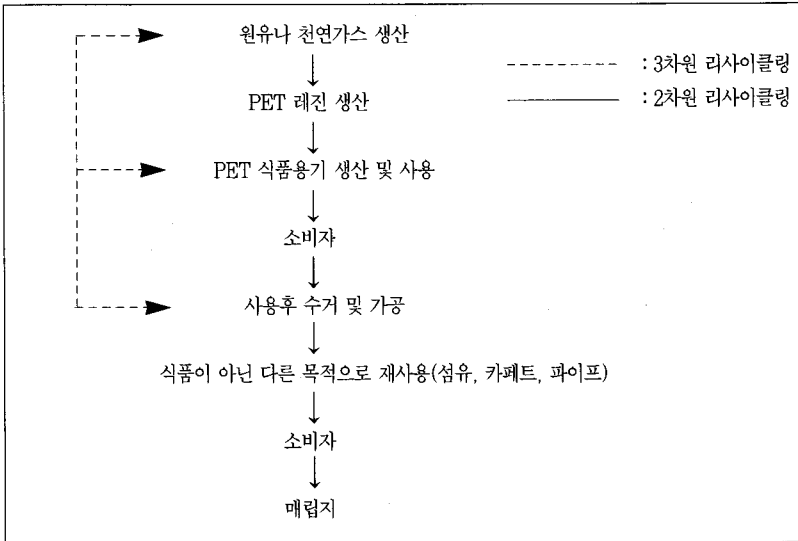 원유나 천연가스 생산
: 3차원 리사이클링
PET 레진 생산
: 2차원 리사이클링
PET 식품용기 생산 및 사용
소비자
사용후 수거 및 가공
식품이 아닌 다른 목적으로 재사용(섬유, 카페트, 파이프)
소비자
매립지